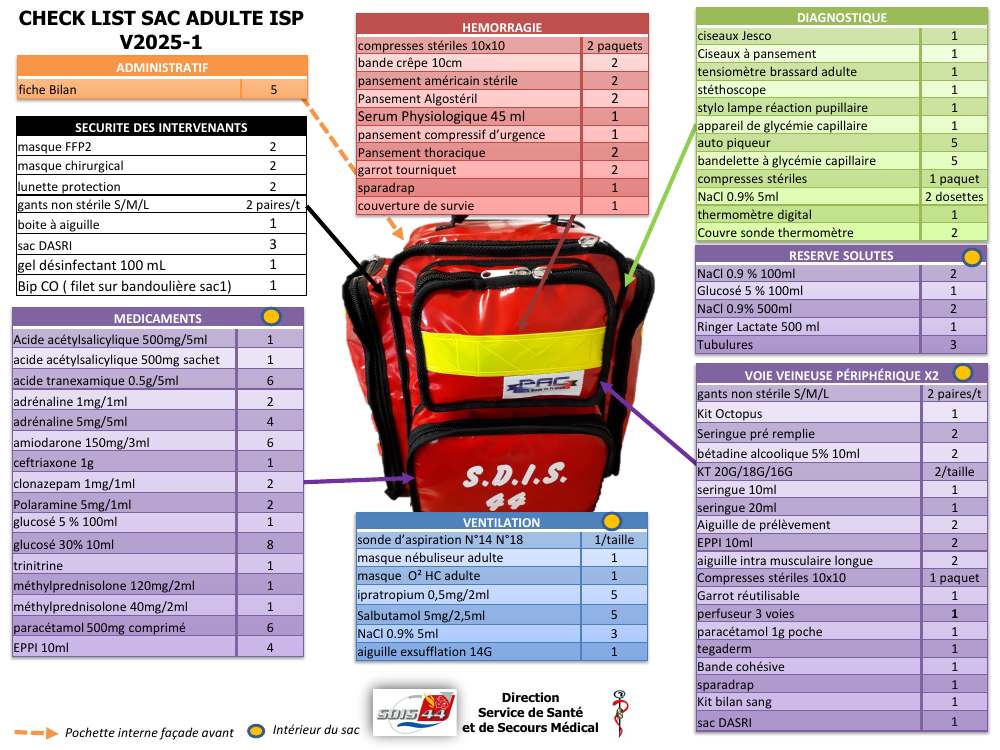 CHECK LIST SAC ADULTE ISP
V2025-1
ADMINISTRATIF
fiche Bilan 5
SECURITE DES INTERVENANTS
masque FFP2 2
masque chirurgical 2
lunette protection 2
gants non stérile S/M/L 2 paires/t
boite à aiguille 1
sac DASRI 3
gel désinfectant 100 mL 1
Bip CO ( filet sur bandoulière sac1) 1
MEDICAMENTS
Acide acétylsalicylique 500mg/5ml 1
acide acétylsalicylique 500mg sachet 1
acide tranexamique 0.5g/5ml 6
adrénaline 1mg/1ml 2
adrénaline 5mg/5ml 4
amiodarone 150mg/3ml 6
ceftriaxone 1g 1
clonazepam 1mg/1ml 2
Polaramine 5mg/1ml 2
glucosé 5 % 100ml 1
glucosé 30% 10ml 8
trinitrine 1
méthylprednisolone 120mg/2ml 1
méthylprednisolone 40mg/2ml 1
paracétamol 500mg comprimé 6
EPPI 10ml 4
HEMORRAGIE
compresses stériles 10x10 2 paquets
bande crêpe 10cm 2
pansement américain stérile 2
Pansement Algostéril 2
Serum Physiologique 45 ml 1
pansement compressif d'urgence 1
Pansement thoracique 2
garrot tourniquet 2
sparadrap 1
couverture de survie 1
PAC
S.D.I.S.
44
VENTILATION
sonde d'aspiration N°14 N°18 1/taille
masque nébuliseur adulte 1
masque O² HC adulte 1
ipratropium 0,5mg/2ml 5
Salbutamol 5mg/2,5ml 5
NaCl 0.9% 5ml 3
aiguille exsufflation 14G 1
DIAGNOSTIQUE
ciseaux Jesco 1
Ciseaux à pansement 1
tensiomètre brassard adulte 1
stéthoscope 1
stylo lampe réaction pupillaire 1
appareil de glycémie capillaire 1
auto piqueur 5
bandelette à glycémie capillaire 5
compresses stériles 1 paquet
NaCl 0.9% 5ml 2 dosettes
thermomètre digital 1
Couvre sonde thermomètre 2
RESERVE SOLUTES
NaCl 0.9 % 100ml 2
Glucosé 5 % 100ml 1
NaCl 0.9% 500ml 2
Ringer Lactate 500 ml 1
Tubulures 3
VOIE VEINEUSE PÉRIPHÉRIQUE X2
gants non stérile S/M/L 2 paires/t
Kit Octopus 1
Seringue pré remplie 2
bétadine alcoolique 5% 10ml 2
KT 20G/18G/16G 2/taille
seringue 10ml 1
seringue 20ml 1
Aiguille de prélèvement 2
EPPI 10ml 2
aiguille intra musculaire longue 2
Compresses stériles 10x10 1 paquet
Garrot réutilisable 1
perfuseur 3 voies 1
paracétamol 1g poche 1
tegaderm 1
Bande cohésive 1
sparadrap 1
Kit bilan sang 1
sac DASRI 1
Pochette interne façade avant
Intérieur du sac
SDIS 44
Direction
Service de Santé
et de Secours Médical